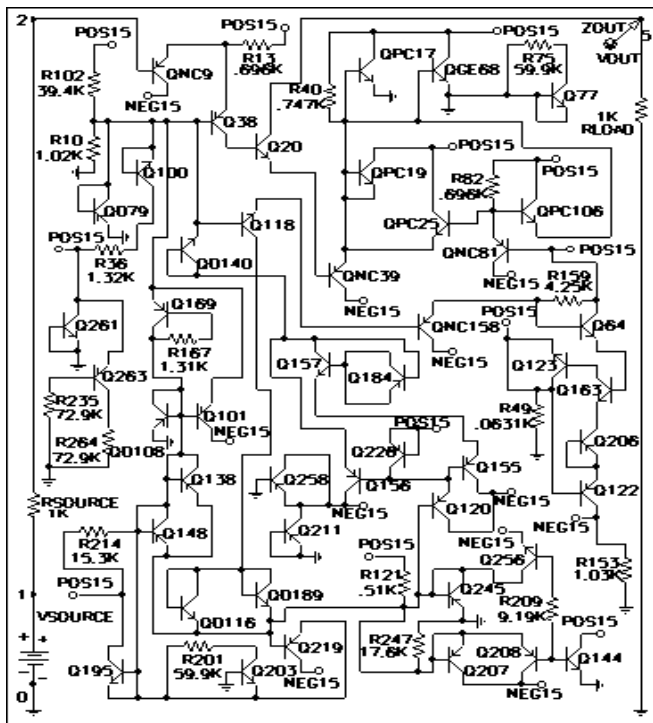 2
POS15
R102
39.4K
QNC9
NEG15
POS15
R13
.696K
R40
.747K
QPC17
POS15
QGE68
R75
59.9K
Q77
ZOUT
5
VOUT
1K
RLOAD
R10
1.02K
Q100
QD79
Q38
Q20
QPC19
POS15
R82
.696K
POS15
QPC25
QPC106
QNC81
POS15
NEG15
POS15
R36
1.32K
Q118
QD140
QNC39
NEG15
R159
4.25K
Q261
Q169
R167
1.31K
QNC158
NEG15
POS15
Q64
Q123
Q163
Q263
R235
72.9K
R264
72.9K
Q157
Q184
R49
.0631K
Q101
NEG15
QD108
POS15
Q226
Q206
Q138
Q258
Q156
Q155
Q122
NEG15
NEG15
NEG15
RSOURCE
1K
R214
15.3K
Q148
Q211
Q120
NEG15
Q256
R153
1.03K
POS15
R121
.51K
POS15
1
VSOURCE
QD189
QD116
Q245
R209
9.19K
POS15
R247
17.6K
Q219
NEG15
R201
59.9K
Q203
Q195
Q207
Q208
Q144
NEG15
0